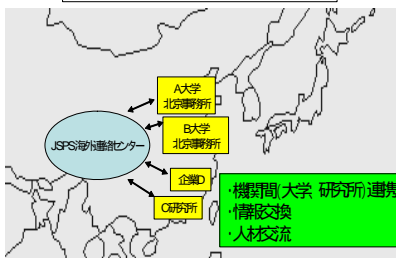 A大学
北京事務所
B大学
北京事務所
JSPS海外連絡センター
企業D
C研究所
・機関間(大学, 研究所)連携
・情報交換
・人材交流